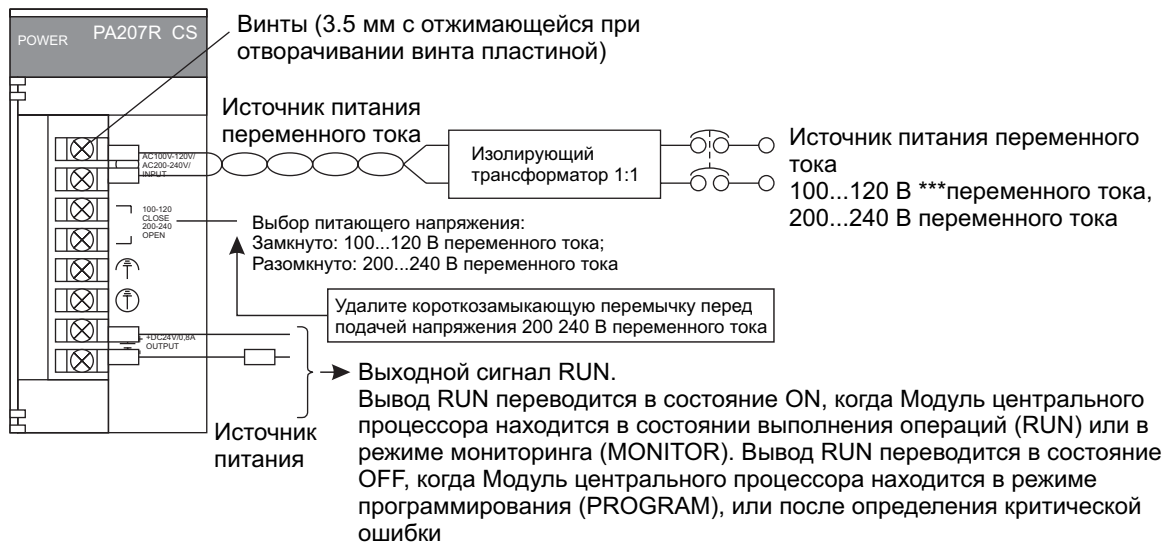 POWER
PA207R CS
Винты (3.5 мм с отжимающейся при
отворачивании винта пластиной)
Источник питания
переменного тока
AC100V-120V/
AC200-240V/
INPUT
Изолирующий
трансформатор 1:1
Источник питания переменного
тока
100...120 В ***переменного тока,
200...240 В переменного тока
100-120
CLOSE
200-240
OPEN
Выбор питающего напряжения:
Замкнуто: 100...120 В переменного тока;
Разомкнуто: 200...240 В переменного тока
Удалите короткозамыкающую перемычку перед
подачей напряжения 200 240 В переменного тока
+DC24V/0,8A
OUTPUT
Источник
питания
Выходной сигнал RUN.
Вывод RUN переводится в состояние ON, когда Модуль центрального
процессора находится в состоянии выполнения операций (RUN) или в
режиме мониторинга (MONITOR). Вывод RUN переводится в состояние
OFF, когда Модуль центрального процессора находится в режиме
программирования (PROGRAM), или после определения критической
ошибки